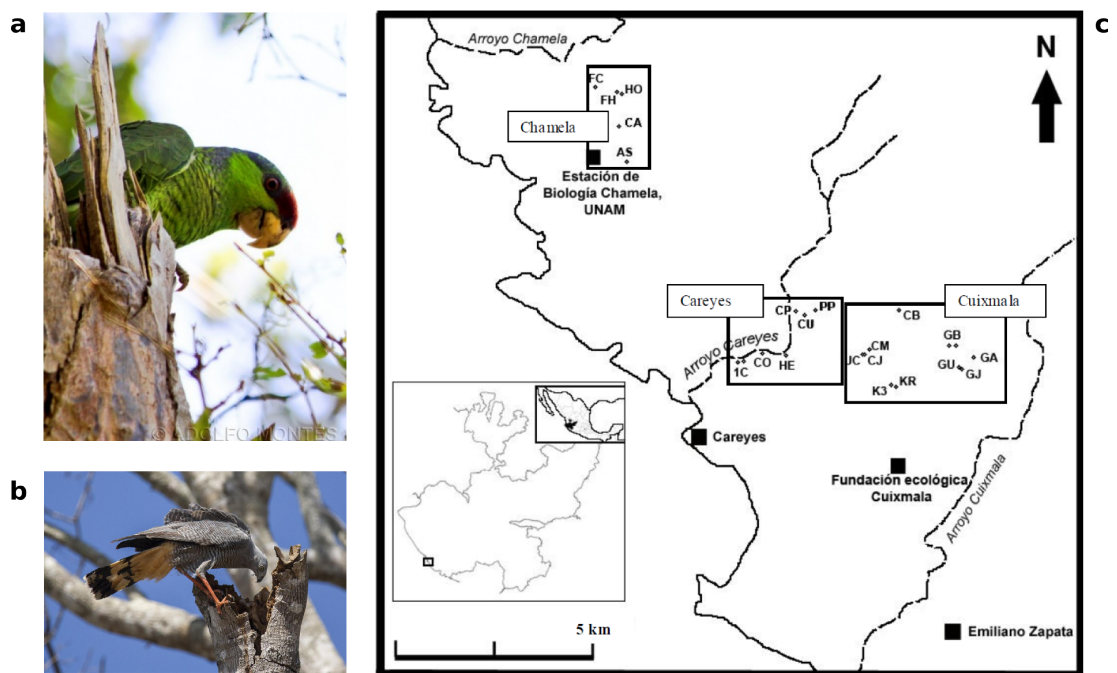 a
© ADOLFO MONTES
b
c
Arroyo Chamela
N
FC
FH
HO
Chamela
CA
AS
Estación de
Biología Chamela,
UNAM
Careyes
Cuixmala
CP
PP
CU
CB
Arroyo Careyes
1C
CO
HE
GB
CM
UC
CJ
GA
GU
GJ
K3
KR
Careyes
Fundación ecológica
Cuixmala
Arroyo Cuixmala
5 km
Emiliano Zapata